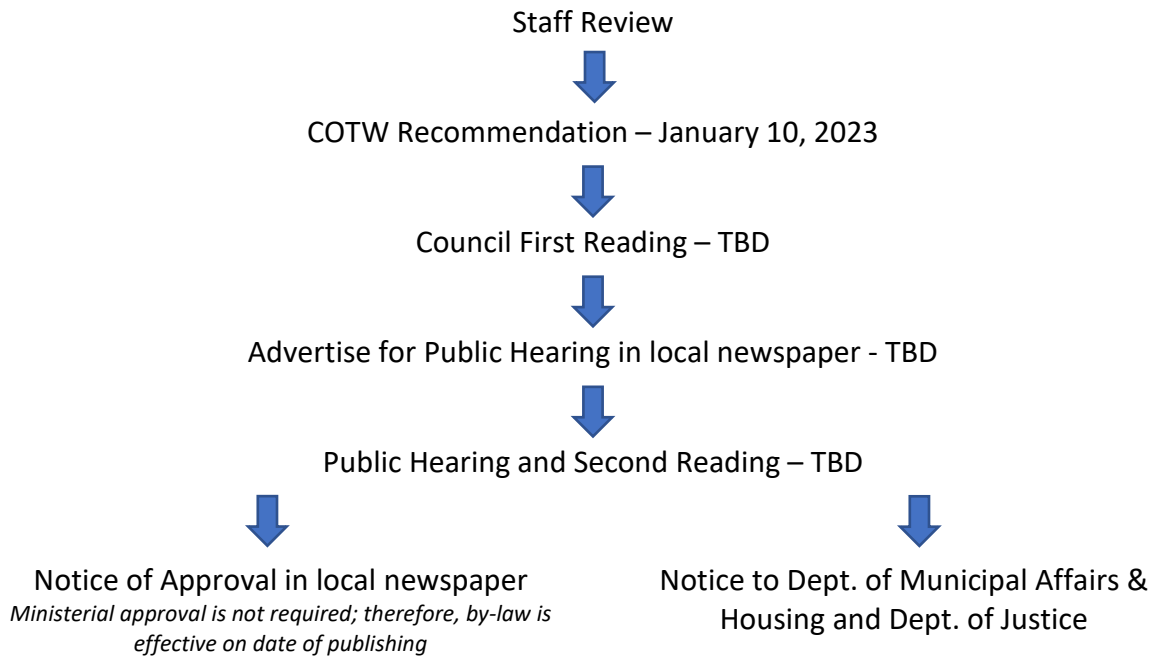 Staff Review
COTW Recommendation – January 10, 2023
Council First Reading – TBD
Advertise for Public Hearing in local newspaper - TBD
Public Hearing and Second Reading – TBD
Notice of Approval in local newspaper
Ministerial approval is not required; therefore, by-law is
effective on date of publishing
Notice to Dept. of Municipal Affairs &
Housing and Dept. of Justice